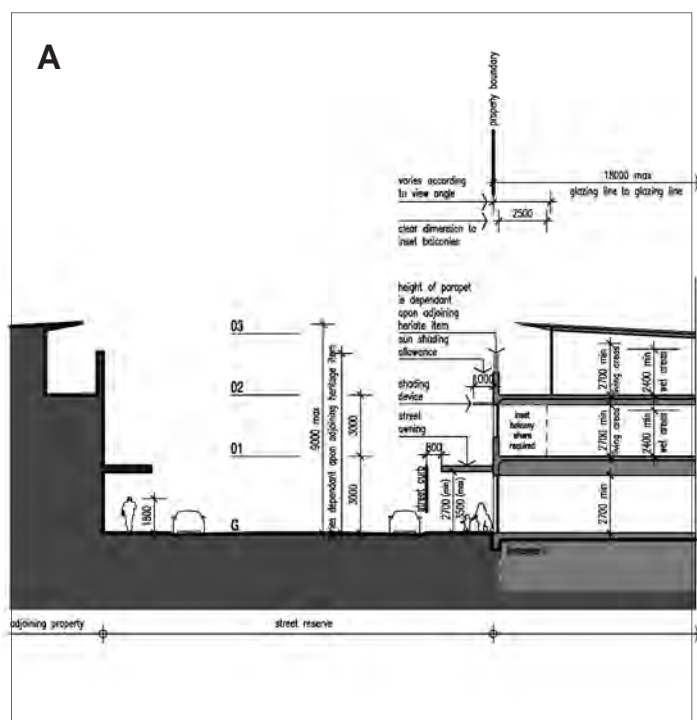 A
property boundary
18000 max
varies according
to view angle
glazing line to glazing line
2500
clear dimension to
inset balconies
height of parapet
is dependant
upon adjoining
heriate item
sun shading
allowance
03
1000
shading
device
02
street
awning
01
800
9000 max
varies dependant upon adjoining heritage item
3000
3000
inset
balcony
where
required
2700 min
living areas
2400 min
wet areas
2700 min
living areas
2400 min
wet areas
street curb
2700 (min)
3500 (max)
2700 min
1800
G
adjoining property
street reserve